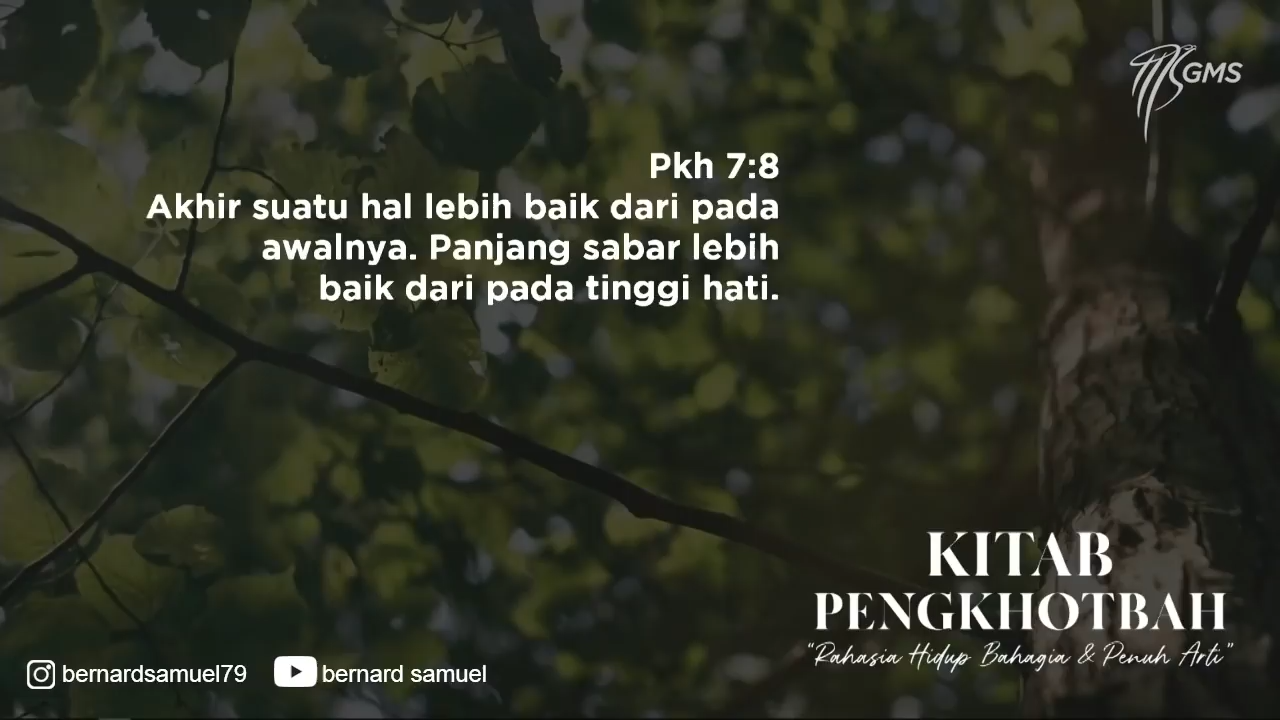 GMS
Pkh 7:8
Akhir suatu hal lebih baik dari pada
awalnya. Panjang sabar lebih
baik dari pada tinggi hati.
KITAB
PENGKHOTBAH
“Rahasia Hidup Bahagia & Penuh Arti”
bernardsamuel79
bernard samuel